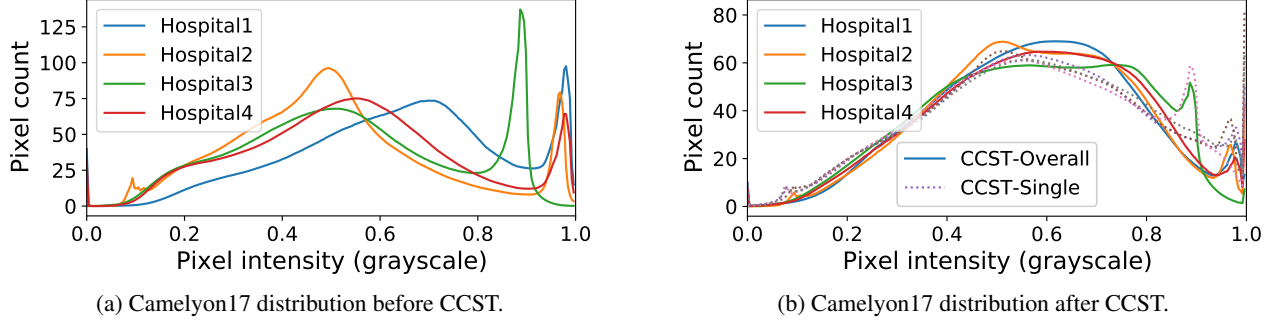 125
100
75
50
25
0
Pixel count
Hospital1
Hospital2
Hospital3
Hospital4
0.0 0.2 0.4 0.6 0.8 1.0
Pixel intensity (grayscale)
(a) Camelyon17 distribution before CCST.
80
60
40
20
0
Pixel count
Hospital1
Hospital2
Hospital3
Hospital4
CCST-Overall
CCST-Single
0.0 0.2 0.4 0.6 0.8 1.0
Pixel intensity (grayscale)
(b) Camelyon17 distribution after CCST.